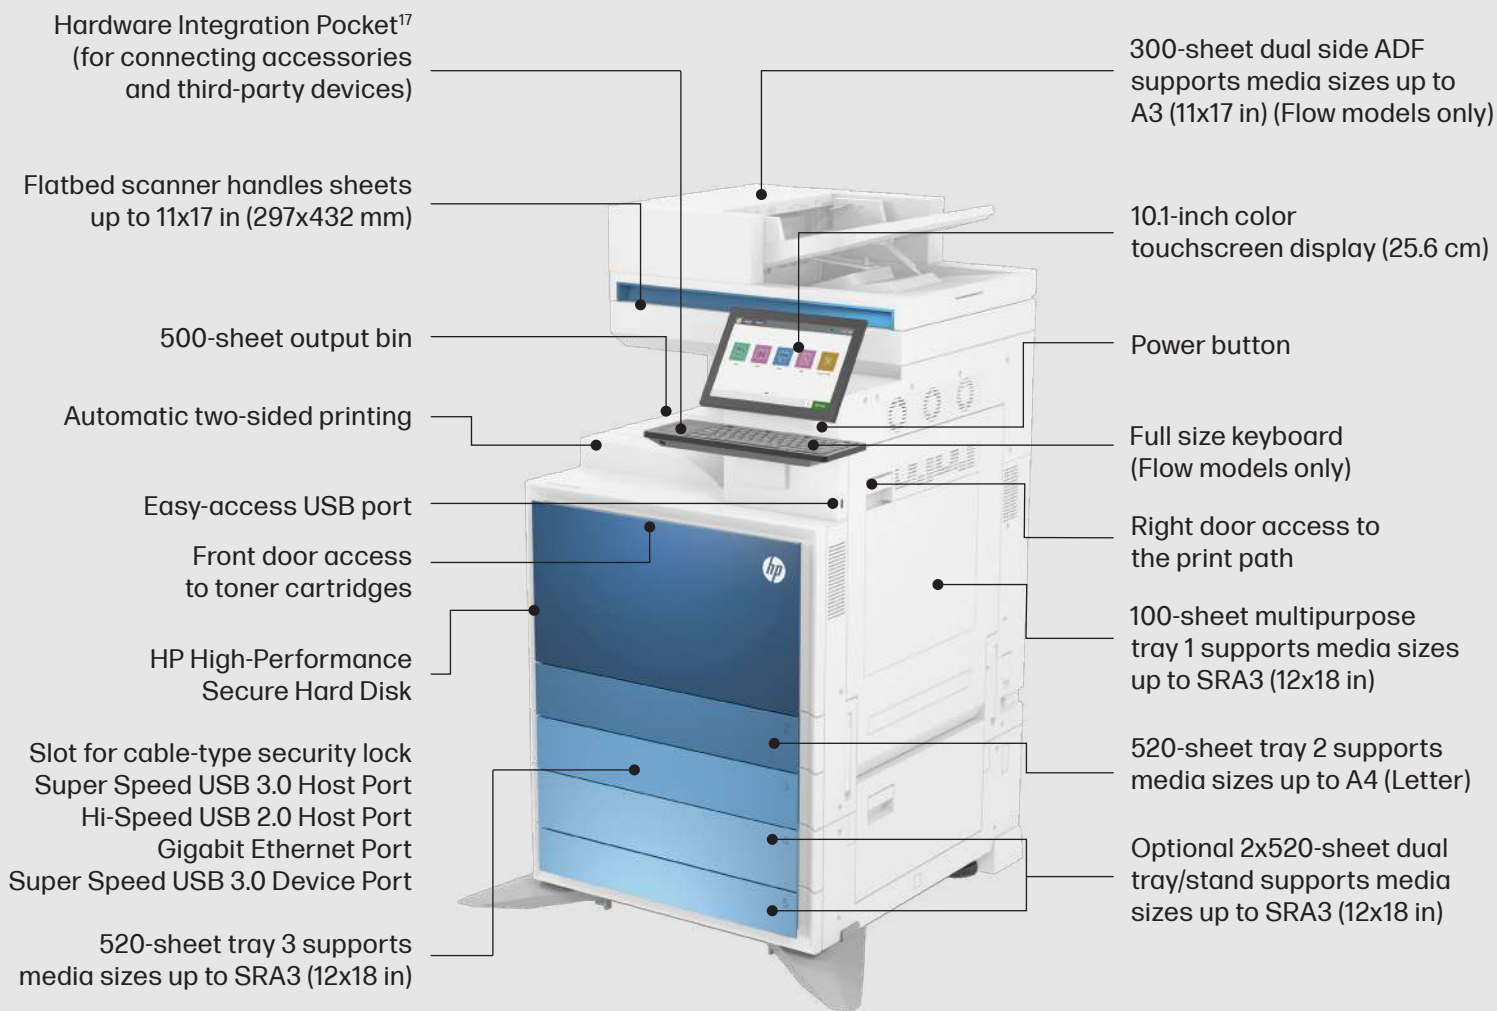 Hardware Integration Pocket17
(for connecting accessories
and third-party devices)
Flatbed scanner handles sheets
up to 11x17 in (297x432 mm)
500-sheet output bin
Automatic two-sided printing
Easy-access USB port
Front door access
to toner cartridges
HP High-Performance
Secure Hard Disk
Slot for cable-type security lock
Super Speed USB 3.0 Host Port
Hi-Speed USB 2.0 Host Port
Gigabit Ethernet Port
Super Speed USB 3.0 Device Port
520-sheet tray 3 supports
media sizes up to SRA3 (12x18 in)
300-sheet dual side ADF
supports media sizes up to
A3 (11x17 in) (Flow models only)
10.1-inch color
touchscreen display (25.6 cm)
Power button
Full size keyboard
(Flow models only)
Right door access to
the print path
100-sheet multipurpose
tray 1 supports media sizes
up to SRA3 (12x18 in)
520-sheet tray 2 supports
media sizes up to A4 (Letter)
Optional 2x520-sheet dual
tray/stand supports media
sizes up to SRA3 (12x18 in)
hp
2
3
4
5